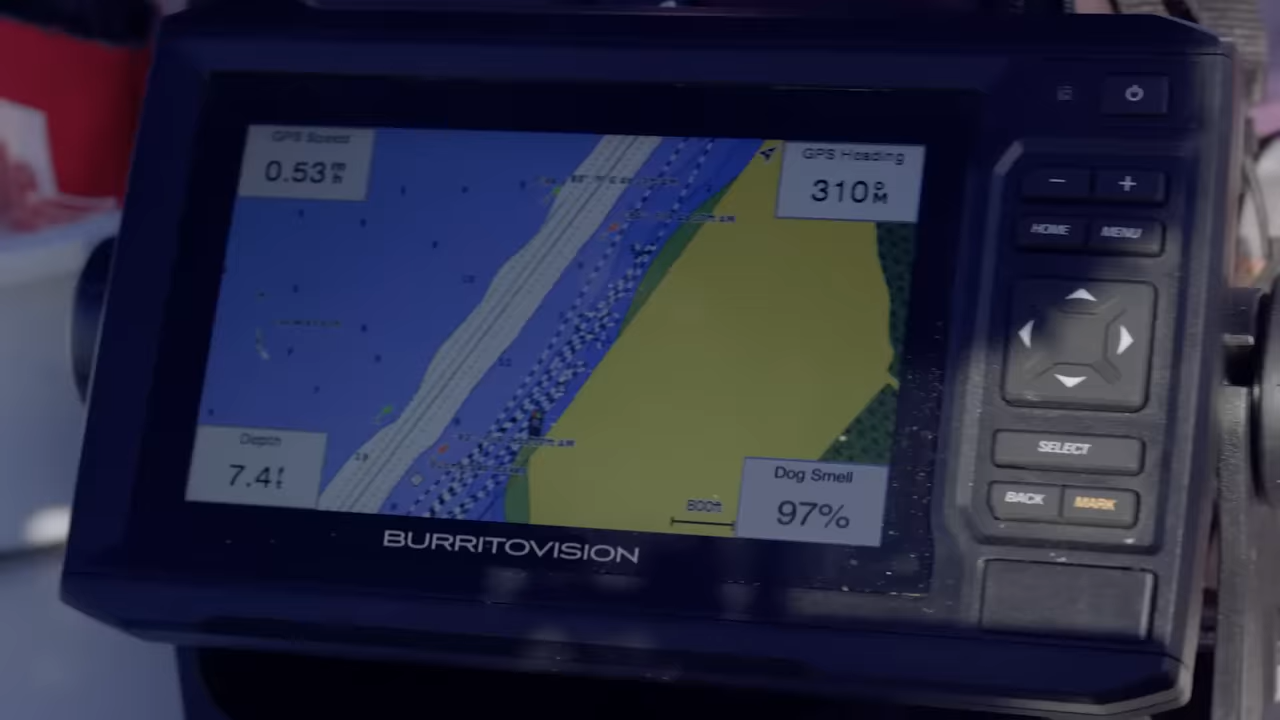 GPS Speed
0.53 m/h
GPS Heading
310°M
- +
HOME MENU
Depth
7.4 ft
Dog Smell
97%
800ft
SELECT
BACK MARK
BURRITOVISION